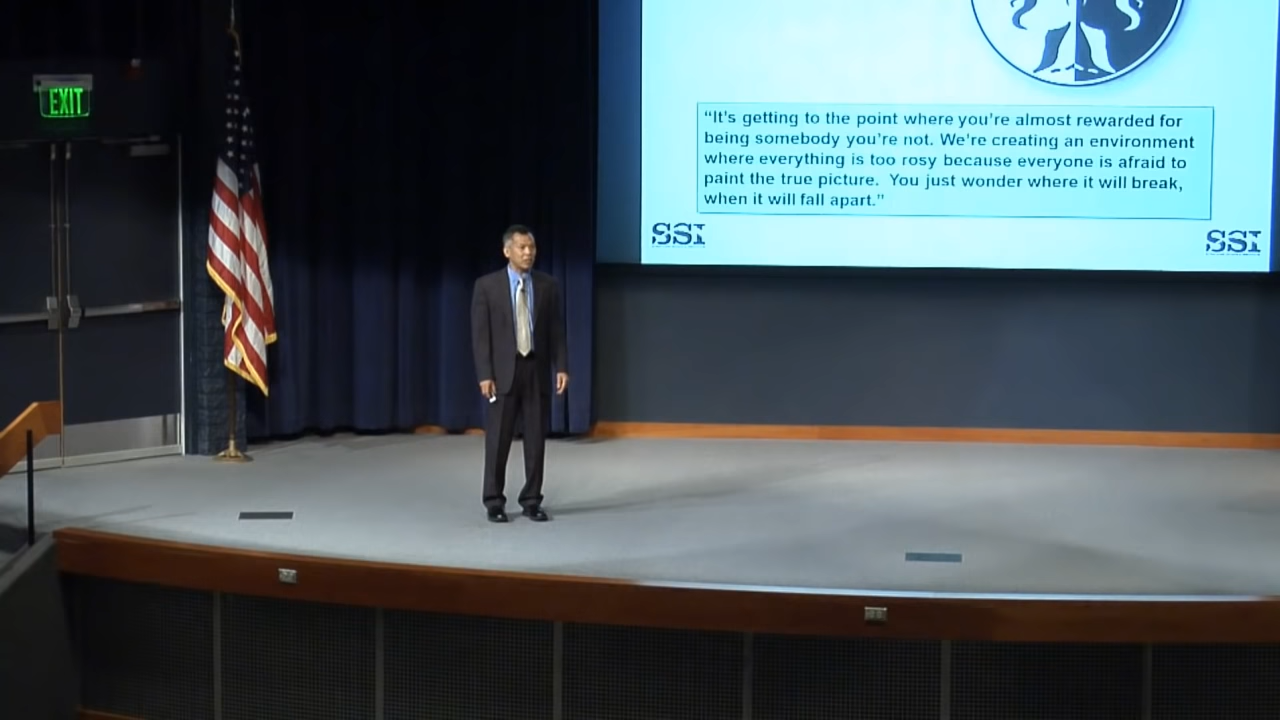 EXIT
“It’s getting to the point where you’re almost rewarded for
being somebody you’re not. We’re creating an environment
where everything is too rosy because everyone is afraid to
paint the true picture.  You just wonder where it will break,
when it will fall apart.”
SSI
SSI